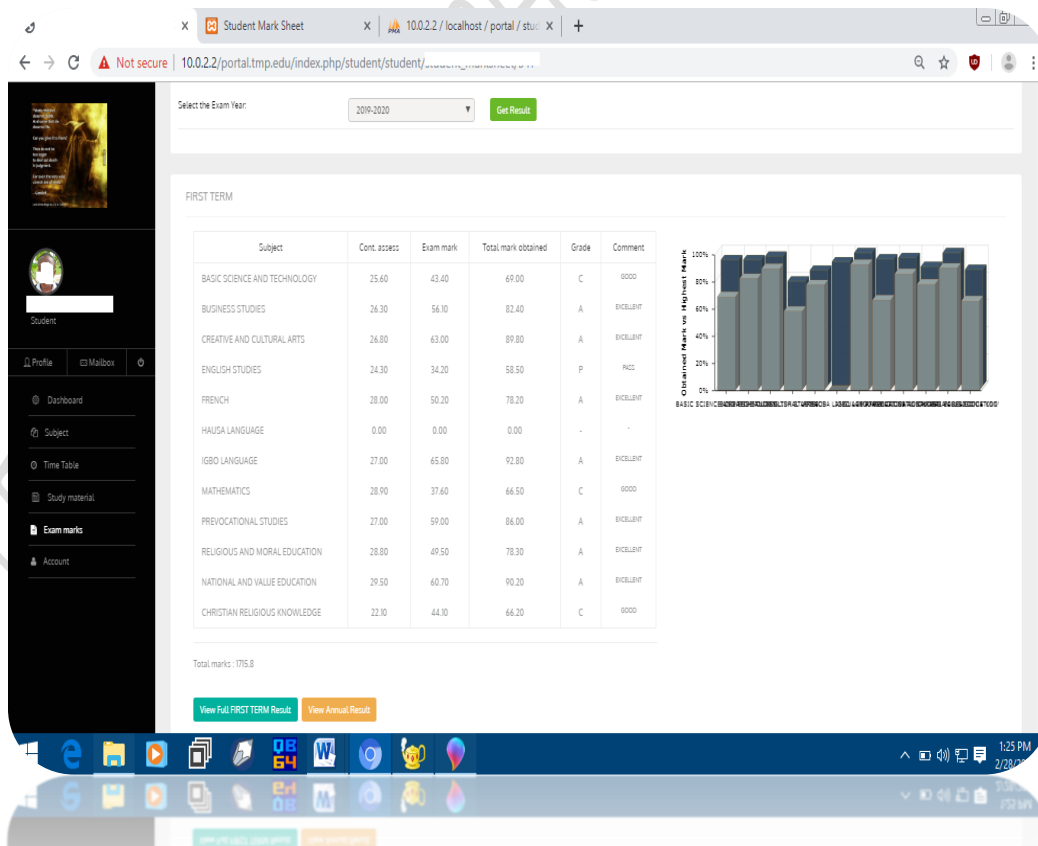 Student Mark Sheet
10.0.2.2 / localhost / portal / stud
Not secure 10.0.2.2/portal.tmp.edu/index.php/student/student/
Select the Exam Year: 2019-2020 Get Result
FIRST TERM
Subject Cont. assess Exam mark Total mark obtained Grade Comment
BASIC SCIENCE AND TECHNOLOGY 25.60 43.40 69.00 C GOOD
BUSINESS STUDIES 26.30 56.10 82.40 A EXCELLENT
CREATIVE AND CULTURAL ARTS 26.80 63.00 89.80 A EXCELLENT
ENGLISH STUDIES 24.30 34.20 58.50 P PASS
FRENCH 28.00 50.20 78.20 A EXCELLENT
HAUSA LANGUAGE 0.00 0.00 0.00 - -
IGBO LANGUAGE 27.00 65.80 92.80 A EXCELLENT
MATHEMATICS 28.90 37.60 66.50 C GOOD
PREVOCATIONAL STUDIES 27.00 59.00 86.00 A EXCELLENT
RELIGIOUS AND MORAL EDUCATION 28.80 49.50 78.30 A EXCELLENT
NATIONAL AND VALUE EDUCATION 29.50 60.70 90.20 A EXCELLENT
CHRISTIAN RELIGIOUS KNOWLEDGE 22.10 44.10 66.20 C GOOD
Total marks : 1715.8
View Full FIRST TERM Result View Annual Result
Obtained Mark vs Highest Mark
100%
80%
60%
40%
20%
0%
BASIC
Student
Profile Mailbox
Dashboard
Subject
Time Table
Study material
Exam marks
Account
1:25 PM